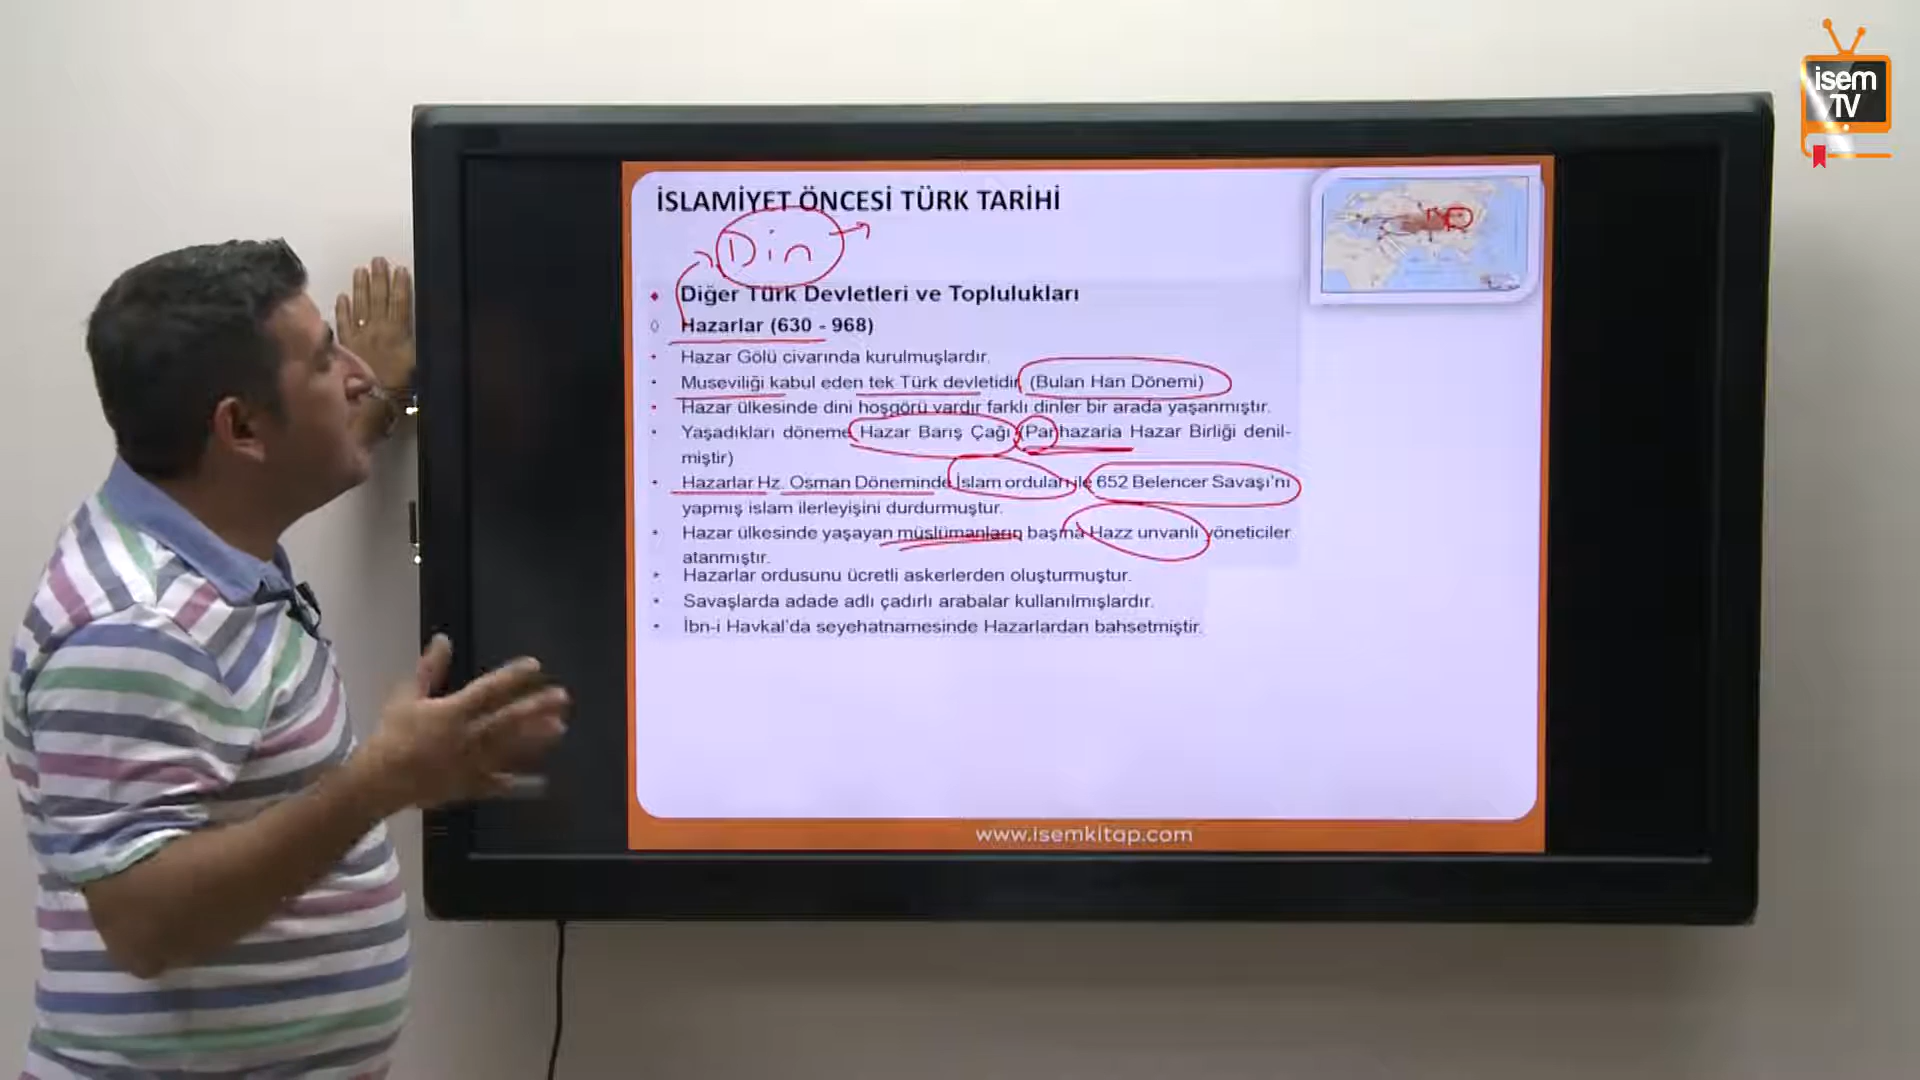 isem
TV
İSLAMİYET ÖNCESİ TÜRK TARİHİ
Din
Diğer Türk Devletleri ve Toplulukları
Hazarlar (630 - 968)
Hazar Gölü civarında kurulmuşlardır.
Museviliği kabul eden tek Türk devletidir (Bulan Han Dönemi)
Hazar ülkesinde dini hoşgörü vardır farklı dinler bir arada yaşanmıştır.
Yaşadıkları döneme Hazar Barış Çağı (Panhazaria Hazar Birliği denil-
miştir)
Hazarlar Hz. Osman Döneminde İslam orduları ile 652 Belencer Savaşı'nı
yapmış islam ilerleyişini durdurmuştur.
Hazar ülkesinde yaşayan müslümanların başına Hazz unvanlı yöneticiler
atanmıştır.
Hazarlar ordusunu ücretli askerlerden oluşturmuştur.
Savaşlarda adade adlı çadırlı arabalar kullanılmışlardır.
İbn-i Havkal'da seyehatnamesinde Hazarlardan bahsetmiştir.
www.isemkitap.com